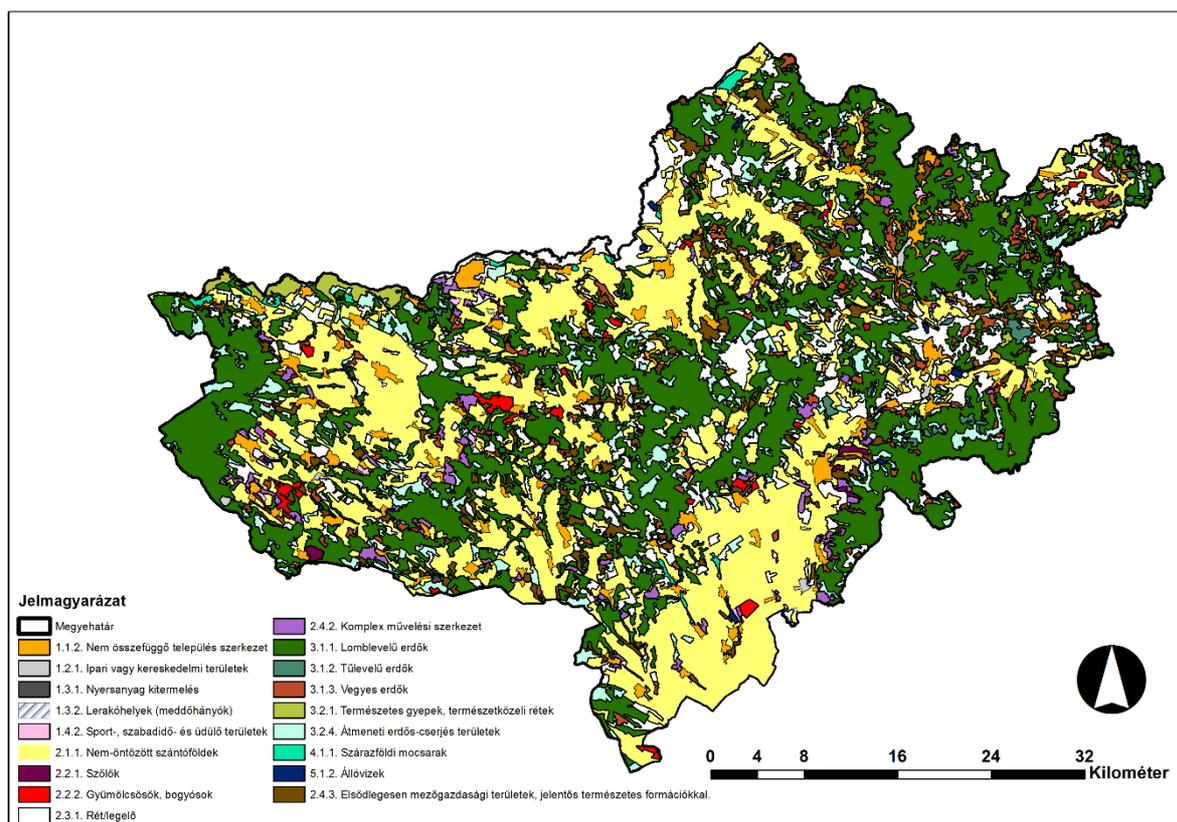 Jelmagyarázat
Megyehatár
1.1.2. Nem összefüggő település szerkezet
1.2.1. Ipari vagy kereskedelmi területek
1.3.1. Nyersanyag kitermelés
1.3.2. Lerakóhelyek (meddőhányók)
1.4.2. Sport-, szabadidő- és üdülő területek
2.1.1. Nem-öntözött szántóföldek
2.2.1. Szőlők
2.2.2. Gyümölcsösök, bogyósok
2.3.1. Rét/legelő
2.4.2. Komplex művelési szerkezet
3.1.1. Lomblevelű erdők
3.1.2. Tűlevelű erdők
3.1.3. Vegyes erdők
3.2.1. Természetes gyepek, természetközeli rétek
3.2.4. Átmeneti erdős-cserjés területek
4.1.1. Szárazföldi mocsarak
5.1.2. Állóvizek
2.4.3. Elsődlegesen mezőgazdasági területek, jelentős természetes formációkkal.
0 4 8 16 24 32
Kilométer